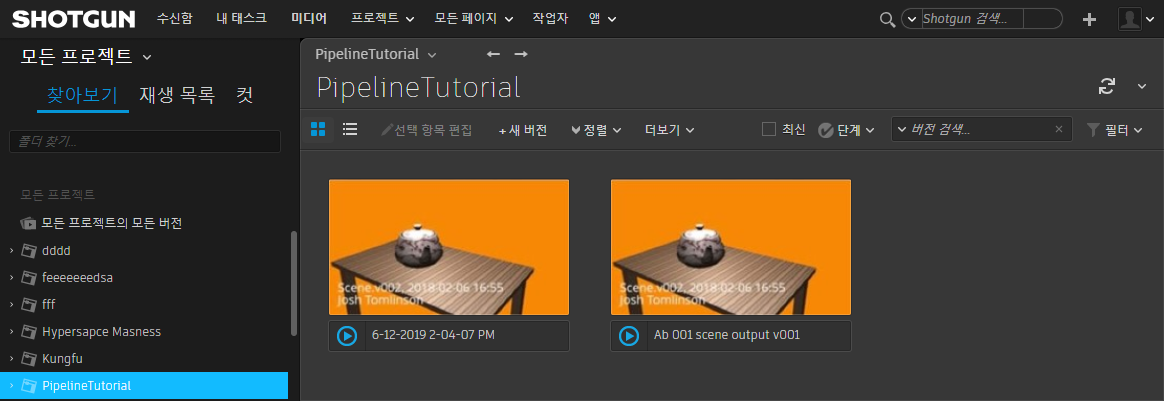 SHOTGUN 수신함 내 태스크 미디어 프로젝트 모든 페이지 작업자 앱 Shotgun 검색...
모든 프로젝트
찾아보기 재생 목록 컷
폴더 찾기...
모든 프로젝트
모든 프로젝트의 모든 버전
dddd
feeeeeeedsa
fff
Hypersapce Masness
Kungfu
PipelineTutorial
PipelineTutorial
PipelineTutorial
선택 항목 편집 +새 버전 정렬 더보기 최신 단계 버전 검색... 필터
Scene.v002, 2018-02-06 16:55
Josh Tomlinson
6-12-2019 2-04-07 PM
Scene.v002, 2018-02-06 16:55
Josh Tomlinson
Ab 001 scene output v001